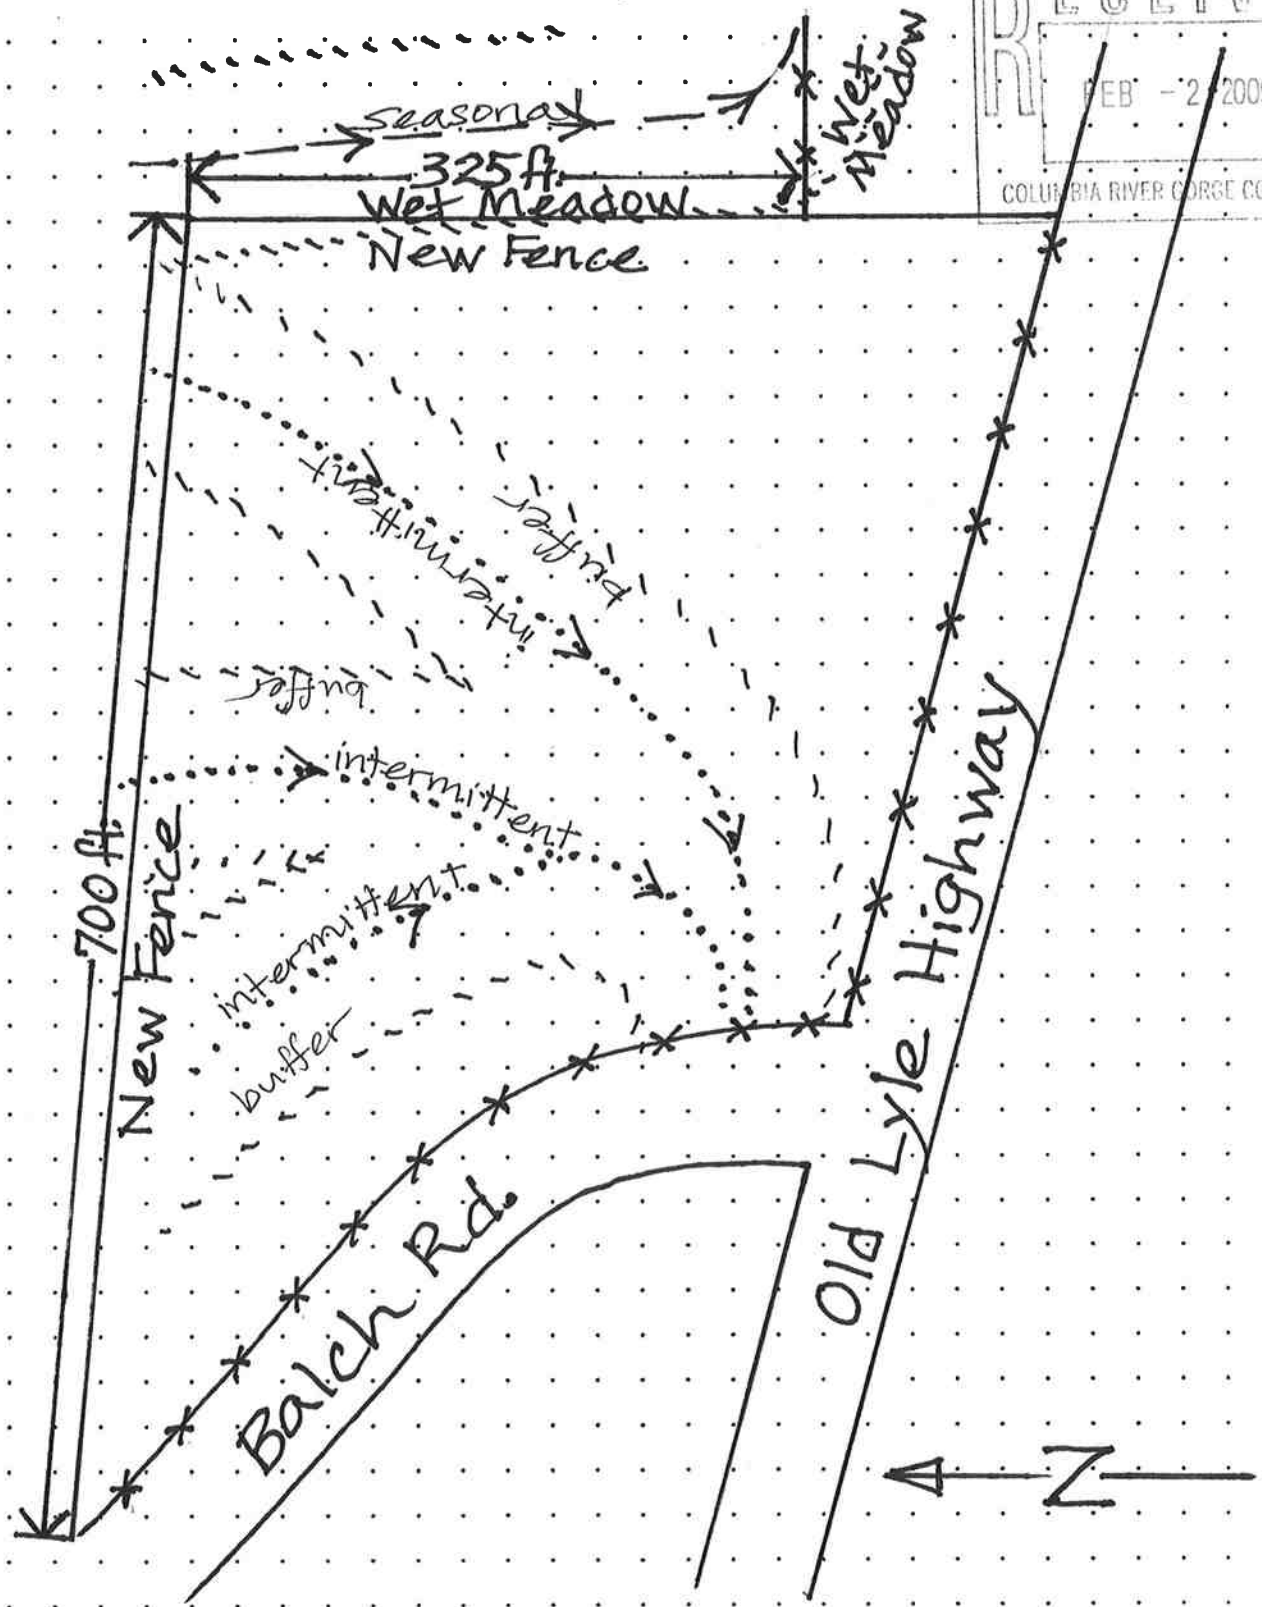 FEB - 2 200
COLUMBIA RIVER GORGE CO
Wet
Meadow
seasonal
325 ft.
Wet Meadow
New Fence
intermittent
buffer
buffer
intermittent
700 ft.
New Fence
intermittent
buffer
Balch Rd.
Old Lyle Highway
N